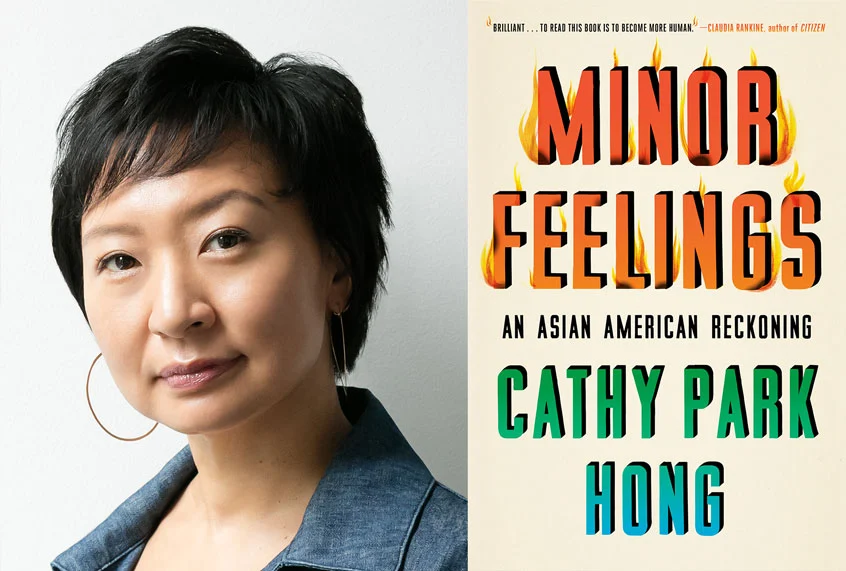 "BRILLIANT . . . TO READ THIS BOOK IS TO BECOME MORE HUMAN." —CLAUDIA RANKINE, author of CITIZEN
MINOR
FEELINGS
AN ASIAN AMERICAN RECKONING
CATHY PARK
HONG